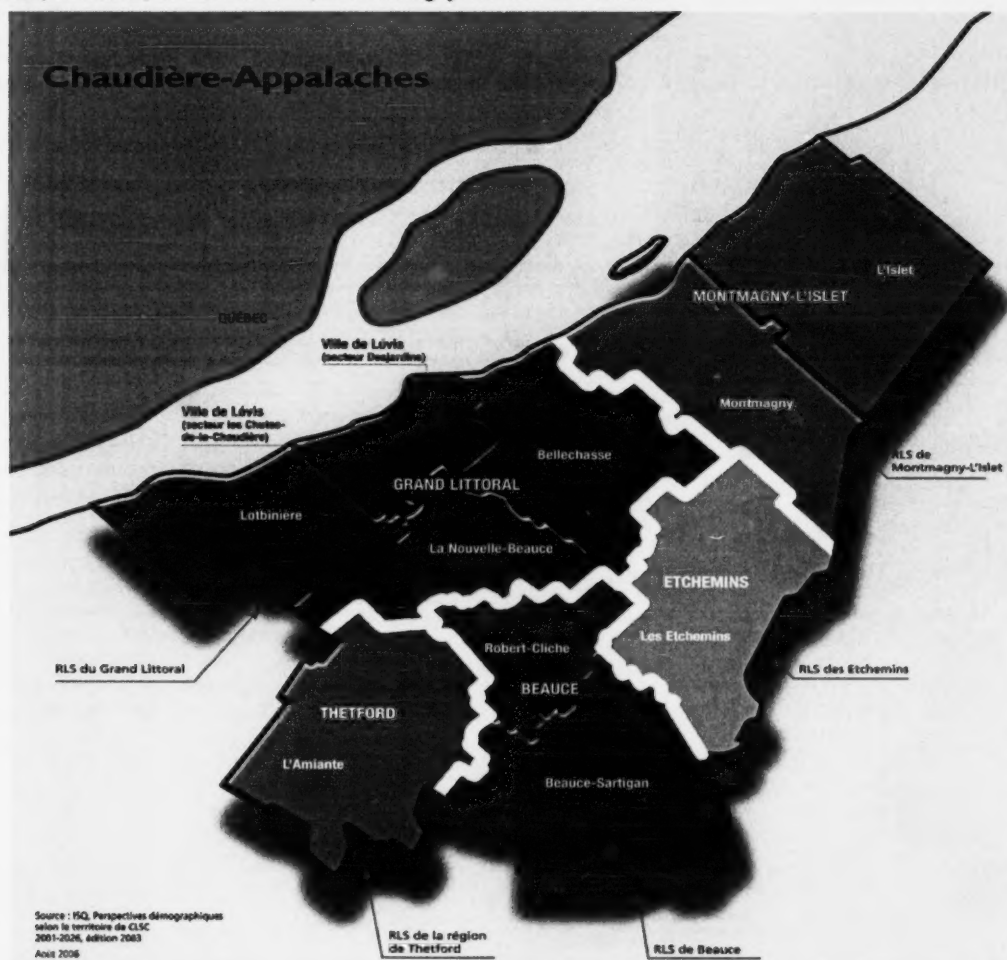 Chaudière-Appalaches
L'Islet
MONTMAGNY-L'ISLET
QUÉBEC
Ville de Lévis
(secteur Desjardins)
Montmagny
Ville de Lévis
(secteur les Chutes-
de-la-Chaudière)
RLS de
Montmagny-L'Islet
Bellechasse
GRAND LITTORAL
Lotbinière
La Nouvelle-Beauce
ETCHEMINS
Les Etchemins
Robert-Cliche
RLS du Grand Littoral
RLS des Etchemins
BEAUCE
THETFORD
L'Amiante
Beauce-Sartigan
Source : ISQ, Perspectives démographiques
selon le territoire de CLSC
2001-2026, édition 2003
Août 2006
RLS de la région
de Thetford
RLS de Beauce